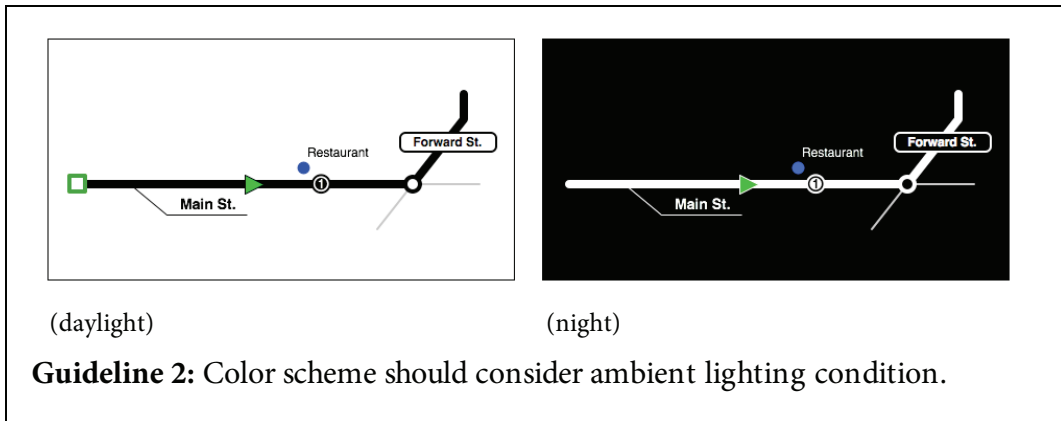 Forward St.
Restaurant
①
Main St.
Forward St.
Restaurant
①
Main St.
(daylight)
(night)
Guideline 2: Color scheme should consider ambient lighting condition.